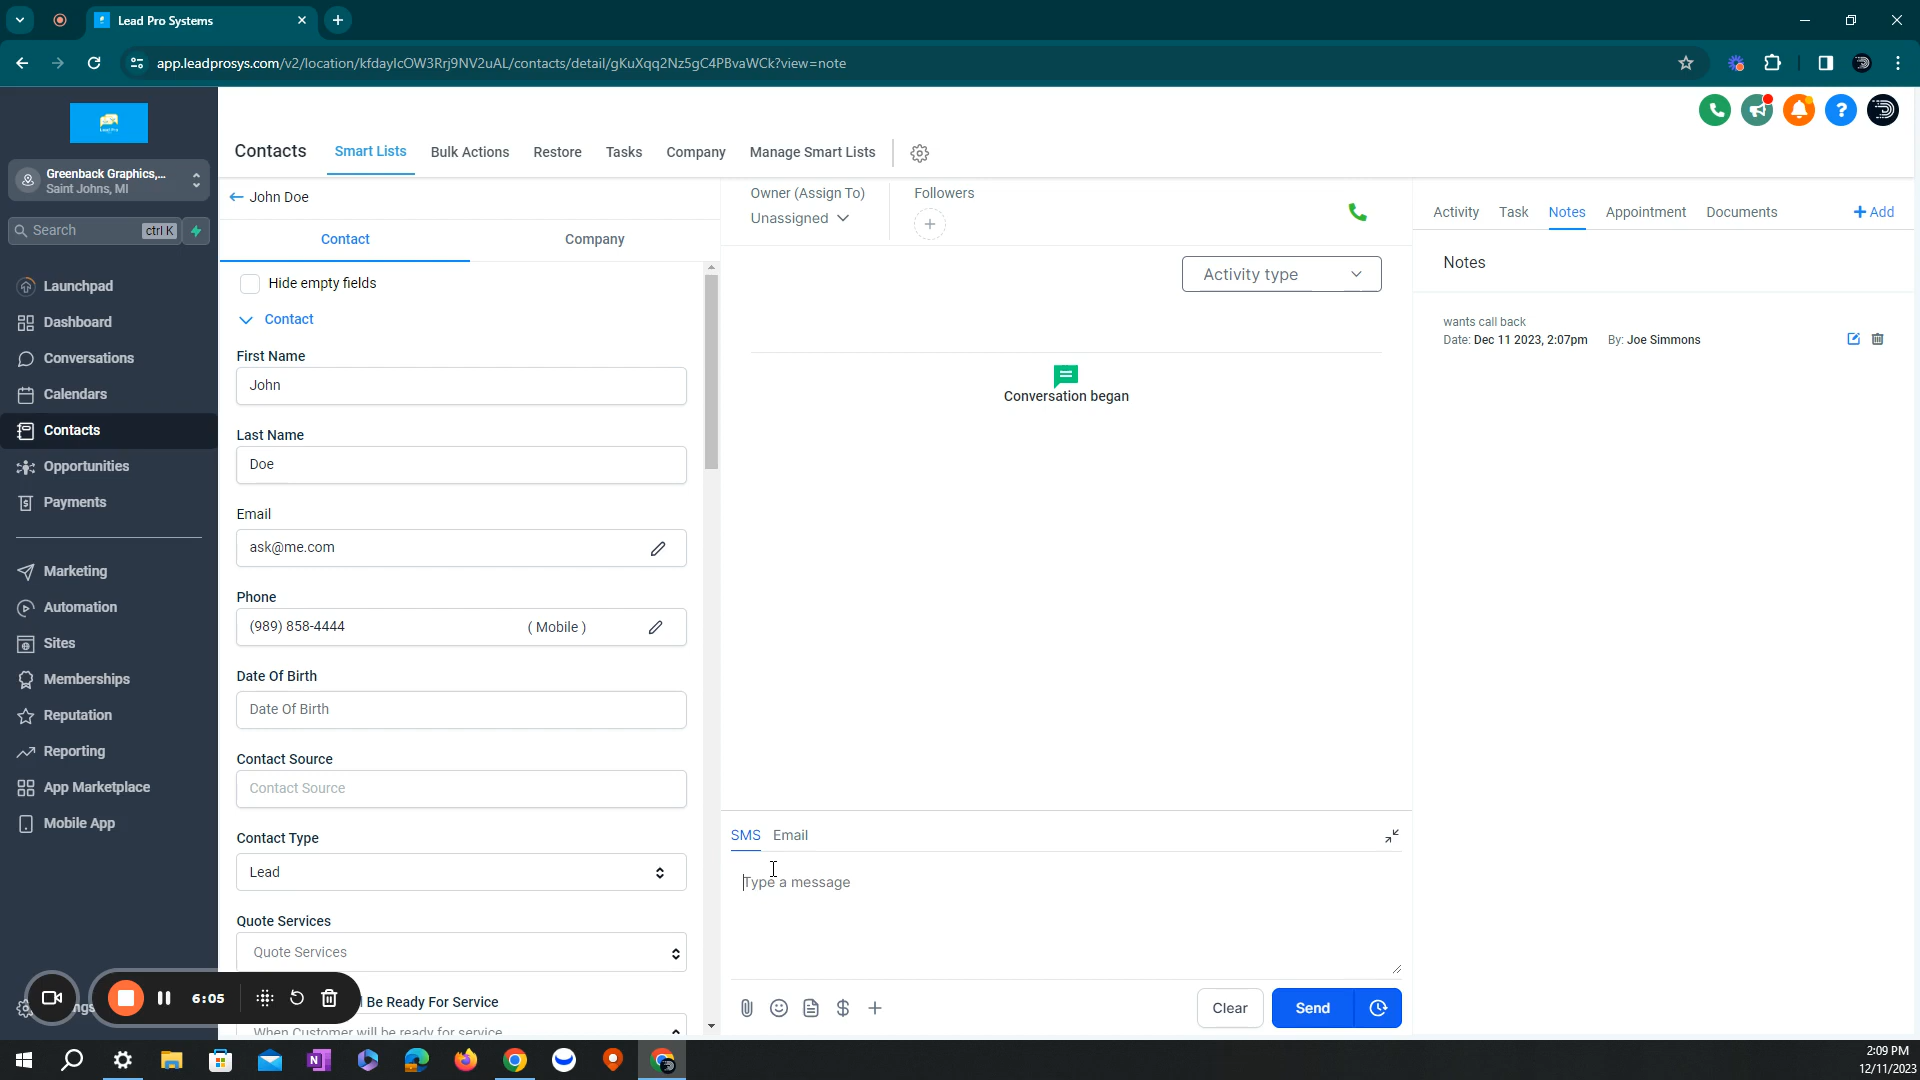 Lead Pro Systems
app.leadprosys.com/v2/location/kfdayIcOW3Rrj9NV2uAL/contacts/detail/gKuXqq2Nz5gC4PBvaWCk?view=note
Lead Pro
Greenback Graphics,...
Saint Johns, MI
Search ctrl K
Launchpad
Dashboard
Conversations
Calendars
Contacts
Opportunities
Payments
Marketing
Automation
Sites
Memberships
Reputation
Reporting
App Marketplace
Mobile App
6:05
Contacts Smart Lists Bulk Actions Restore Tasks Company Manage Smart Lists
John Doe
Contact Company
Hide empty fields
Contact
First Name
John
Last Name
Doe
Email
ask@me.com
Phone
(989) 858-4444 ( Mobile )
Date Of Birth
Date Of Birth
Contact Source
Contact Source
Contact Type
Lead
Quote Services
Quote Services
l Be Ready For Service
When Customer will be ready for service
Owner (Assign To) Followers
Unassigned
Activity type
Conversation began
SMS Email
Type a message
Clear Send
Activity Task Notes Appointment Documents + Add
Notes
wants call back
Date: Dec 11 2023, 2:07pm By: Joe Simmons
2:09 PM
12/11/2023